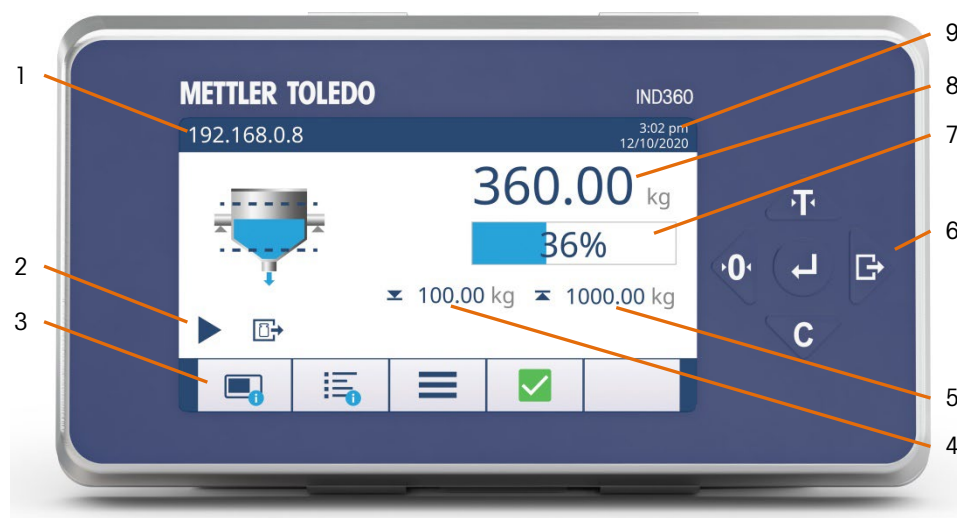 METTLER TOLEDO
IND360
192.168.0.8
3:02 pm
12/10/2020
360.00 kg
36%
100.00 kg 1000.00 kg
T
0
C
1
2
3
9
8
7
6
5
4